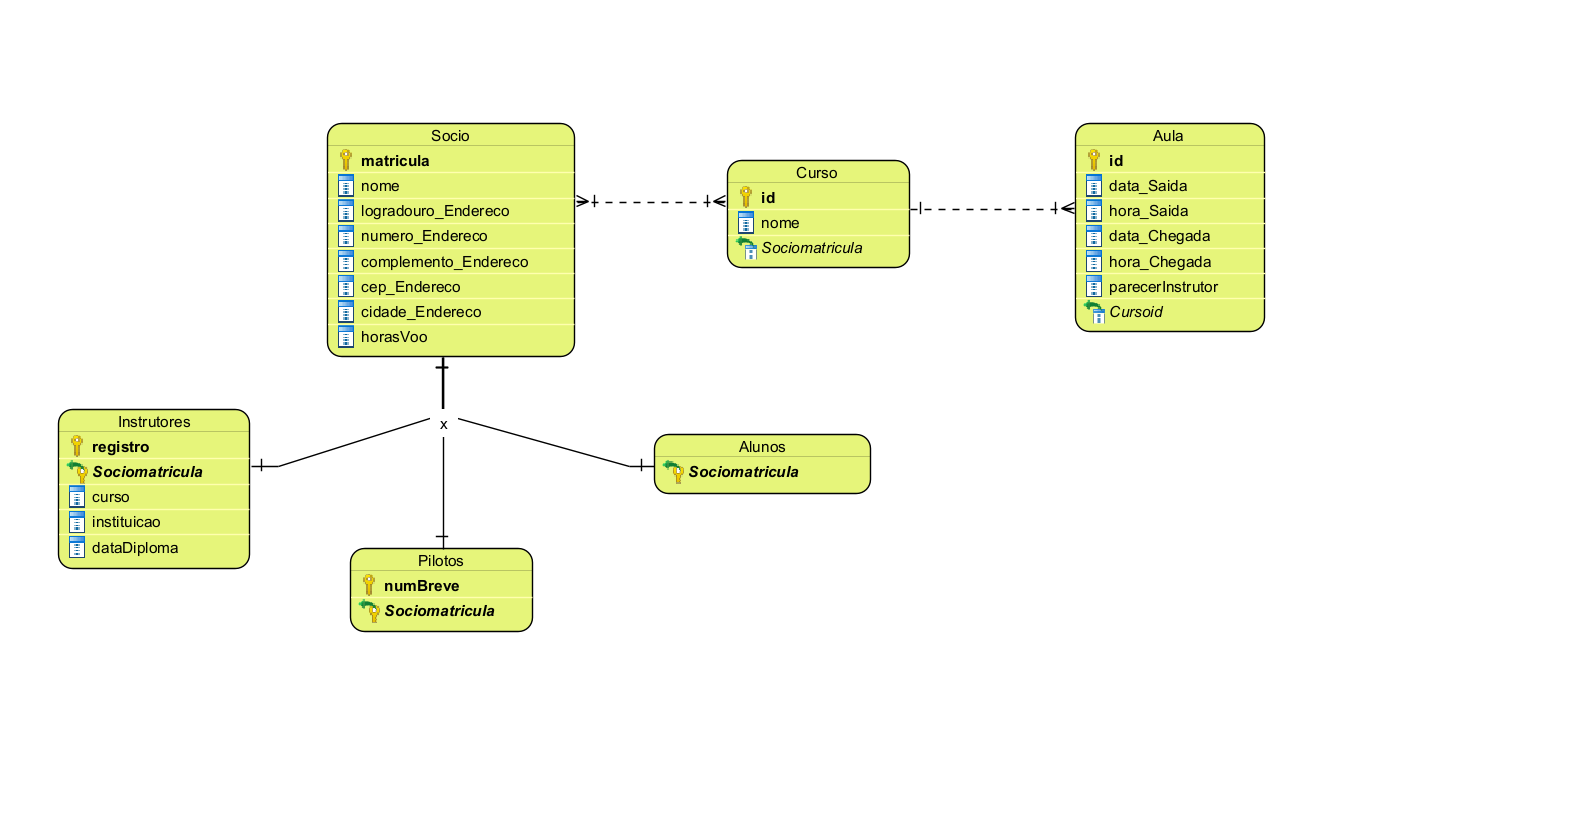 Socio
matricula
nome
logradouro_Endereco
numero_Endereco
complemento_Endereco
cep_Endereco
cidade_Endereco
horasVoo
Curso
id
nome
Sociomatricula
Aula
id
data_Saida
hora_Saida
data_Chegada
hora_Chegada
parecerInstrutor
Cursoid
x
Instrutores
registro
Sociomatricula
curso
instituicao
dataDiploma
Pilotos
numBreve
Sociomatricula
Alunos
Sociomatricula